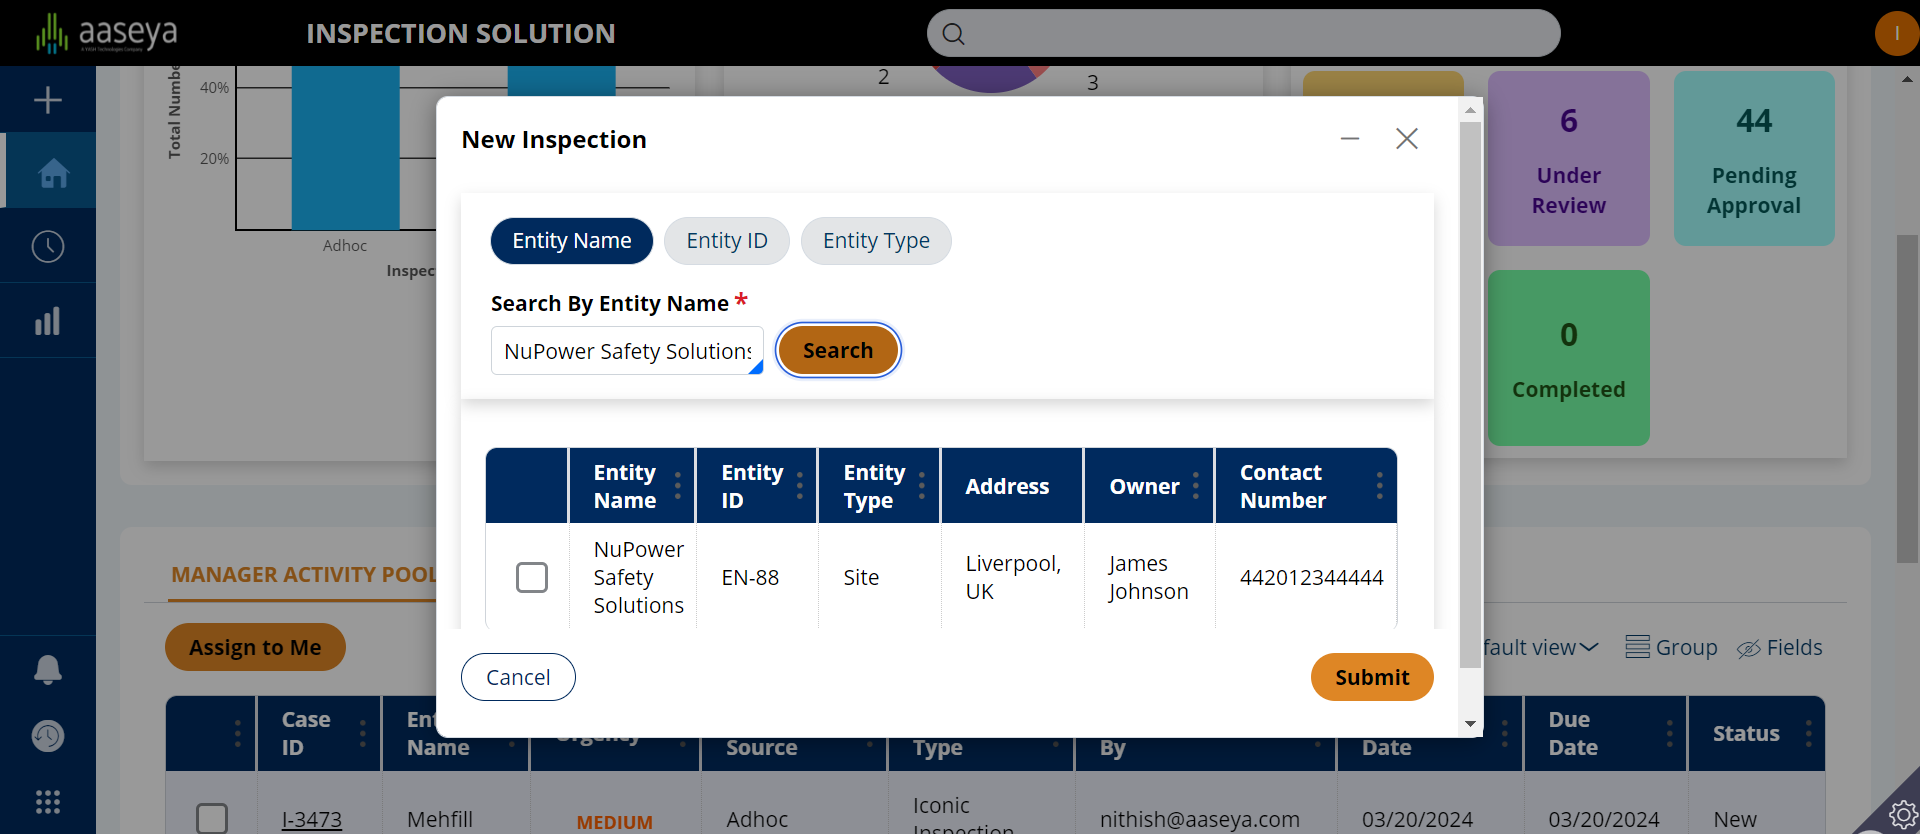 aaseya
INSPECTION SOLUTION
I
Total Numbe
40%
20%
Adhoc
Inspec
2
3
6
Under
Review
44
Pending
Approval
0
Completed
New Inspection
Entity Name
Entity ID
Entity Type
Search By Entity Name *
NuPower Safety Solutions
Search
Entity
Name
Entity
ID
Entity
Type
Address
Owner
Contact
Number
NuPower
Safety
Solutions
EN-88
Site
Liverpool,
UK
James
Johnson
442012344444
Cancel
Submit
MANAGER ACTIVITY POOL
Assign to Me
fault view
Group
Fields
Case
ID
Ent
Name
Urgency
Source
Type
By
Date
Due
Date
Status
I-3473
Mehfill
MEDIUM
Adhoc
Iconic
Inspection
nithish@aaseya.com
03/20/2024
03/20/2024
New